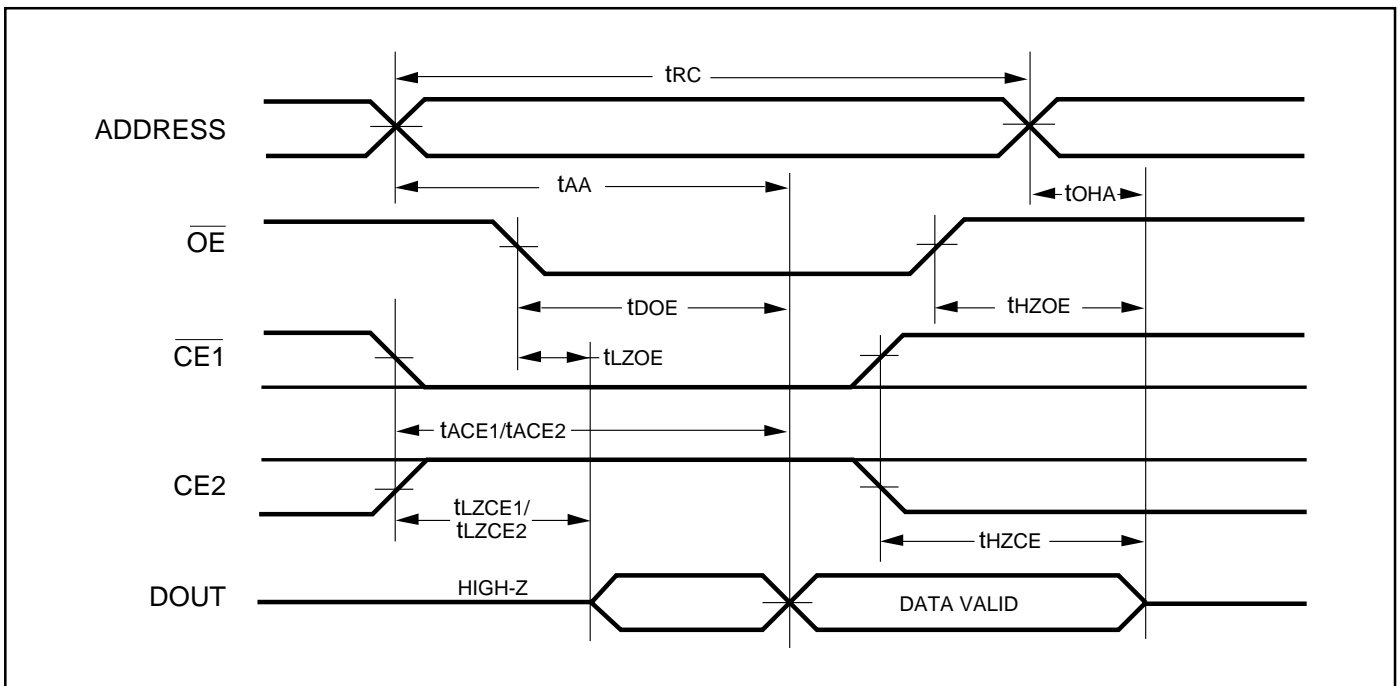 tRC
ADDRESS
tAA
tOHA
OE
tDOE
tHZOE
CE1
tLZOE
tACE1/tACE2
CE2
tLZCE1/
tLZCE2
tHZCE
HIGH-Z
DOUT
DATA VALID